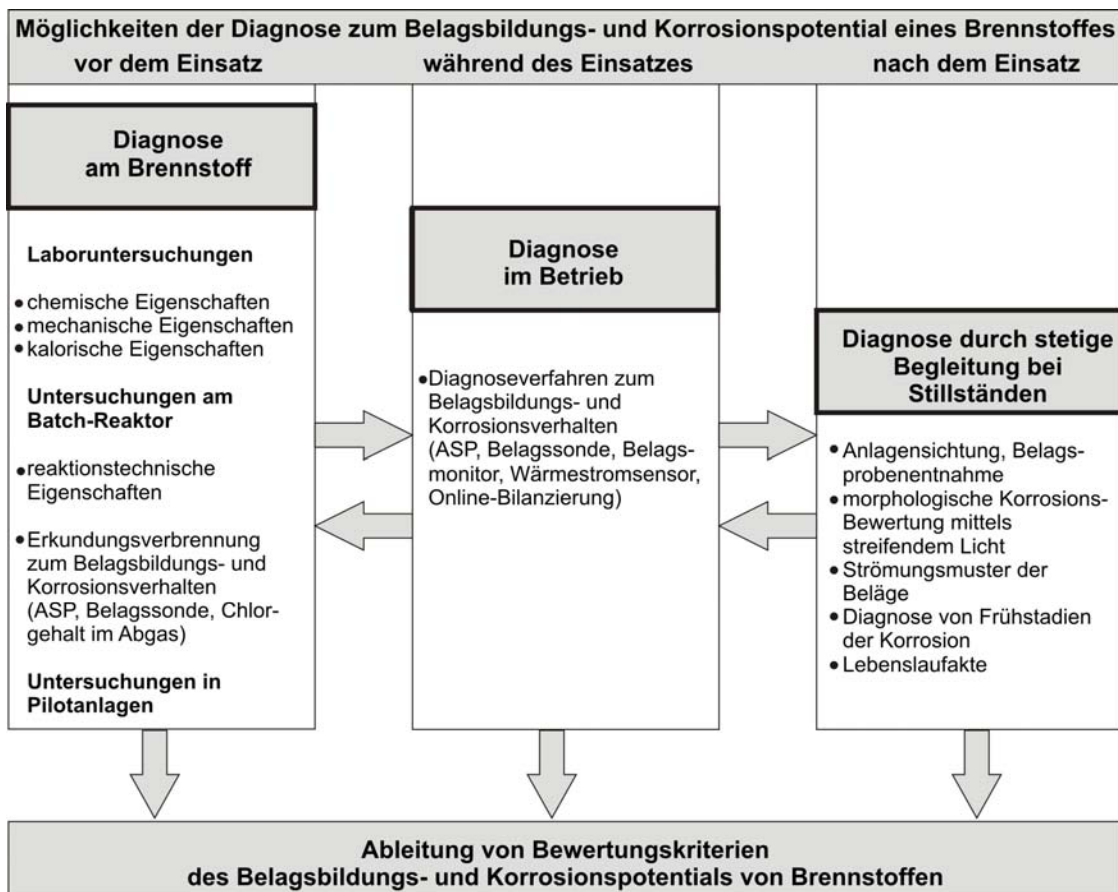 Möglichkeiten der Diagnose zum Belagsbildungs- und Korrosionspotential eines Brennstoffes
vor dem Einsatz
während des Einsatzes
nach dem Einsatz
Diagnose
am Brennstoff
Laboruntersuchungen
• chemische Eigenschaften
• mechanische Eigenschaften
• kalorische Eigenschaften
Untersuchungen am
Batch-Reaktor
• reaktionstechnische
Eigenschaften
• Erkundungsverbrennung
zum Belagsbildungs- und
Korrosionsverhalten
(ASP, Belagssonde, Chlor-
gehalt im Abgas)
Untersuchungen in
Pilotanlagen
Diagnose
im Betrieb
• Diagnoseverfahren zum
Belagsbildungs- und
Korrosionsverhalten
(ASP, Belagssonde, Belags-
monitor, Wärmestromsensor,
Online-Bilanzierung)
Diagnose durch stetige
Begleitung bei
Stillständen
• Anlagensichtung, Belags-
probenentnahme
• morphologische Korrosions-
Bewertung mittels
streifendem Licht
• Strömungsmuster der
Beläge
• Diagnose von Frühstadien
der Korrosion
• Lebenslaufakte
Ableitung von Bewertungskriterien
des Belagsbildungs- und Korrosionspotentials von Brennstoffen